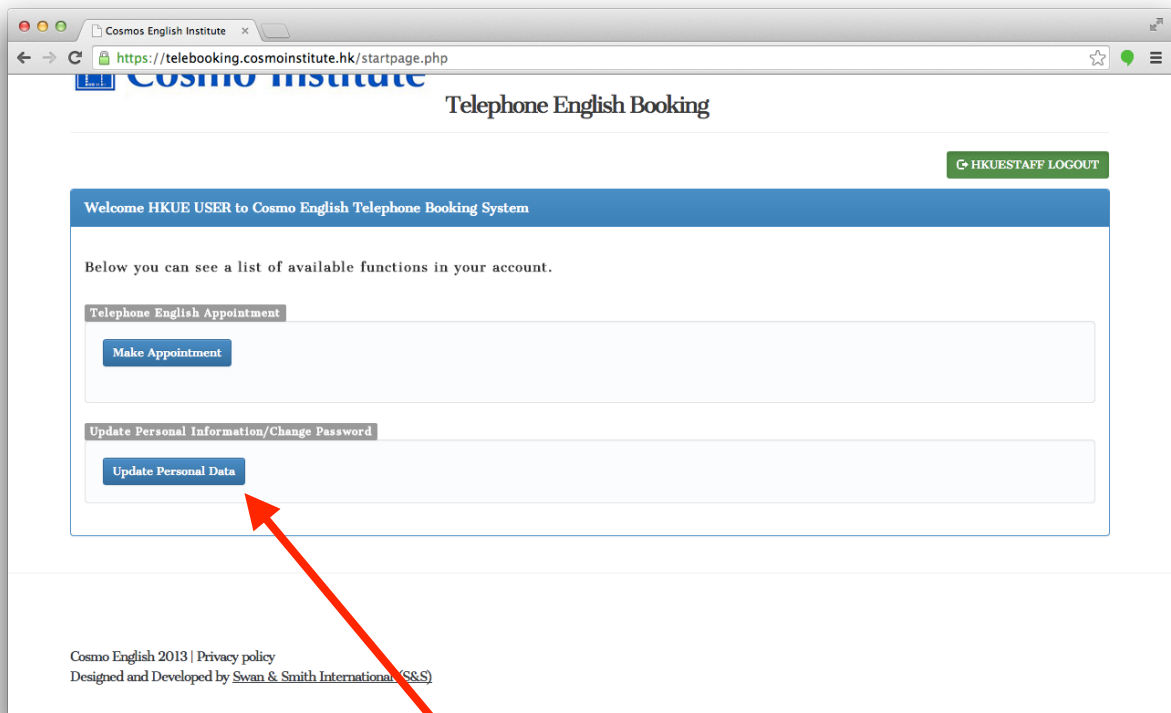 Cosmos English Institute
https://telebooking.cosmoinstitute.hk/startpage.php
Cosmo Institute
Telephone English Booking
HKUESTAFF LOGOUT
Welcome HKUE USER to Cosmo English Telephone Booking System
Below you can see a list of available functions in your account.
Telephone English Appointment
Make Appointment
Update Personal Information/Change Password
Update Personal Data
Cosmo English 2013 | Privacy policy
Designed and Developed by Swan & Smith International (S&S)